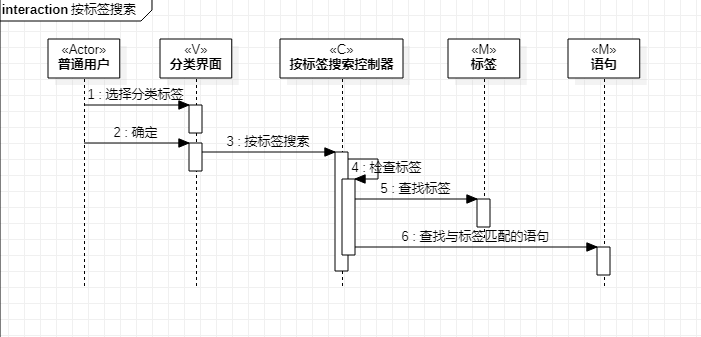 interaction 按标签搜索
«Actor»
普通用户
«V»
分类界面
«C»
按标签搜索控制器
«M»
标签
«M»
语句
1 : 选择分类标签
2 : 确定
3 : 按标签搜索
4 : 检查标签
5 : 查找标签
6 : 查找与标签匹配的语句